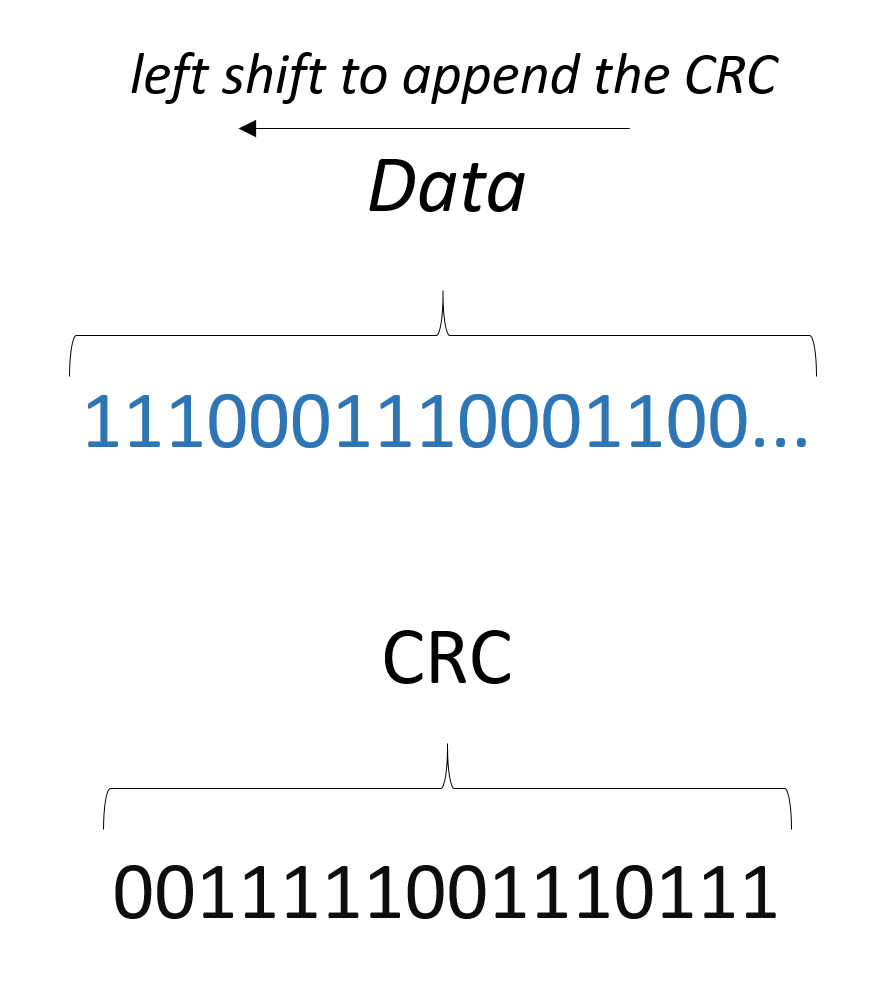 left shift to append the CRC
Data
1110001110001100...
CRC
0011111001110111